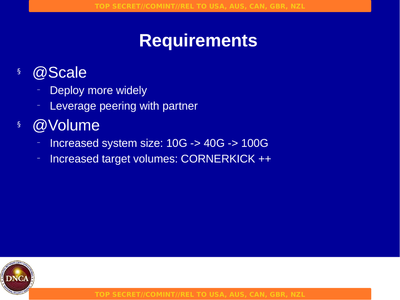 TOP SECRET//COMINT//REL TO USA, AUS, CAN, GBR, NZL
Requirements
§ @Scale
- Deploy more widely
- Leverage peering with partner
§ @Volume
- Increased system size: 10G -> 40G -> 100G
- Increased target volumes: CORNERKICK ++
DNCA
TOP SECRET//COMINT//REL TO USA, AUS, CAN, GBR, NZL